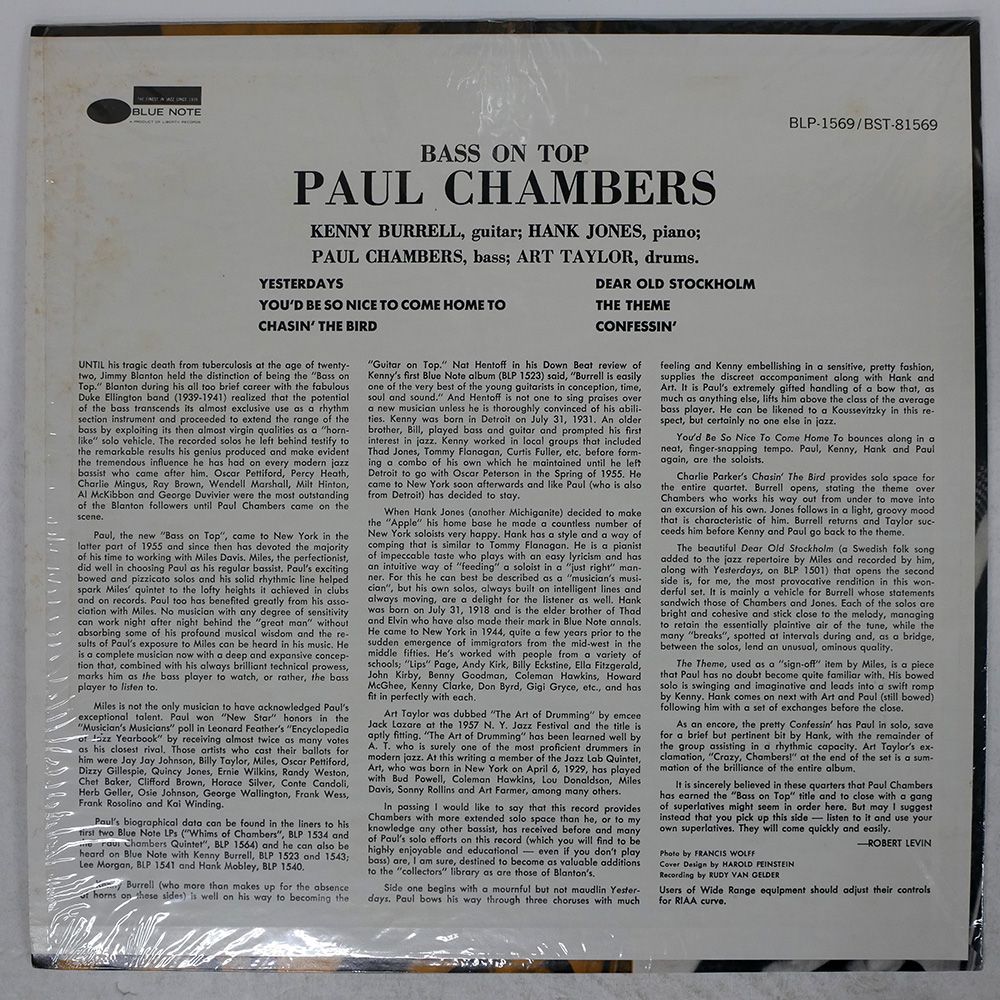 THE FINEST IN JAZZ SINCE 1939
BLUE NOTE
A PRODUCT OF LIBERTY RECORDS
BLP-1569/BST-81569
BASS ON TOP
PAUL CHAMBERS
KENNY BURRELL, guitar; HANK JONES, piano;
PAUL CHAMBERS, bass; ART TAYLOR, drums.
YESTERDAYS
YOU'D BE SO NICE TO COME HOME TO
CHASIN' THE BIRD
DEAR OLD STOCKHOLM
THE THEME
CONFESSIN'
UNTIL his tragic death from tuberculosis at the age of twenty-
two, Jimmy Blanton held the distinction of being the "Bass on
Top." Blanton during his all too brief career with the fabulous
Duke Ellington band (1939-1941) realized that the potential
of the bass transcends its almost exclusive use as a rhythm
section instrument and proceeded to extend the range of the
bass by exploiting its then almost virgin qualities as a "horn-
like" solo vehicle. The recorded solos he left behind testify to
the remarkable results his genius produced and make evident
the tremendous influence he has had on every modern jazz
bassist who came after him. Oscar Pettiford, Percy Heath,
Charlie Mingus, Ray Brown, Wendell Marshall, Milt Hinton,
Al McKibbon and George Duvivier were the most outstanding
of the Blanton followers until Paul Chambers came on the
scene.
Paul, the new "Bass on Top", came to New York in the
latter part of 1955 and since then has devoted the majority
of his time to working with Miles Davis. Miles, the perfectionist,
did well in choosing Paul as his regular bassist. Paul's exciting
bowed and pizzicato solos and his solid rhythmic line helped
spark Miles' quintet to the lofty heights it achieved in clubs
and on records. Paul too has benefited greatly from his asso-
ciation with Miles. No musician with any degree of sensitivity
can work night after night behind the "great man" without
absorbing some of his profound musical wisdom and the re-
sults of Paul's exposure to Miles can be heard in his music. He
is a complete musician now with a deep and expansive concep-
tion that, combined with his always brilliant technical prowess,
marks him as the bass player to watch, or rather, the bass
player to listen to.
Miles is not the only musician to have acknowledged Paul's
exceptional talent. Paul won "New Star" honors in the
"Musician's Musicians" poll in Leonard Feather's "Encyclopedia
of Jazz Yearbook" by receiving almost twice as many votes
as his closest rival. Those artists who cast their ballots for
him were Jay Jay Johnson, Billy Taylor, Miles, Oscar Pettiford,
Dizzy Gillespie, Quincy Jones, Ernie Wilkins, Randy Weston,
Chet Baker, Clifford Brown, Horace Silver, Conte Candoli,
Herb Geller, Osie Johnson, George Wallington, Frank Wess,
Frank Rosolino and Kai Winding.
Paul's biographical data can be found in the liners to his
first two Blue Note LPs ("Whims of Chambers", BLP 1534 and
the "Paul Chambers Quintet", BLP 1564) and he can also be
heard on Blue Note with Kenny Burrell, BLP 1523 and 1543;
Lee Morgan, BLP 1541 and Hank Mobley, BLP 1540.
Kenny Burrell (who more than makes up for the absence
of horns on these sides) is well on his way to becoming the
"Guitar on Top." Nat Hentoff in his Down Beat review of
Kenny's first Blue Note album (BLP 1523) said, "Burrell is easily
one of the very best of the young guitarists in conception, time,
soul and sound." And Hentoff is not one to sing praises over
a new musician unless he is thoroughly convinced of his abili-
ties. Kenny was born in Detroit on July 31, 1931. An older
brother, Bill, played bass and guitar and prompted his first
interest in jazz. Kenny worked in local groups that included
Thad Jones, Tommy Flanagan, Curtis Fuller, etc. before form-
ing a combo of his own which he maintained until he left
Detroit to go with Oscar Peterson in the Spring of 1955. He
came to New York soon afterwards and like Paul (who is also
from Detroit) has decided to stay.
When Hank Jones (another Michiganite) decided to make
the "Apple" his home base he made a countless number of
New York soloists very happy. Hank has a style and a way of
comping that is similar to Tommy Flanagan. He is a pianist
of impeccable taste who plays with an easy lyricism and has
an intuitive way of "feeding" a soloist in a "just right" man-
ner. For this he can best be described as a "musician's musi-
cian", but his own solos, always built on intelligent lines and
always moving, are a delight for the listener as well. Hank
was born on July 31, 1918 and is the elder brother of Thad
and Elvin who have also made their mark in Blue Note annals.
He came to New York in 1944, quite a few years prior to the
sudden emergence of immigrants from the mid-west in the
middle fifties. He's worked with people from a variety of
schools; "Lips" Page, Andy Kirk, Billy Eckstine, Ella Fitzgerald,
John Kirby, Benny Goodman, Coleman Hawkins, Howard
McGhee, Kenny Clarke, Don Byrd, Gigi Gryce, etc., and has
fit in perfectly with each.
Art Taylor was dubbed "The Art of Drumming" by emcee
Jack Lazare at the 1957 N. Y. Jazz Festival and the title is
aptly fitting. "The Art of Drumming" has been learned well by
A. T. who is surely one of the most proficient drummers in
modern jazz. At this writing a member of the Jazz Lab Quintet,
Art, who was born in New York on April 6, 1929, has played
with Bud Powell, Coleman Hawkins, Lou Donaldson, Miles
Davis, Sonny Rollins and Art Farmer, among many others.
In passing I would like to say that this record provides
Chambers with more extended solo space than he, or to my
knowledge any other bassist, has received before and many
of Paul's solo efforts on this record (which you will find to be
highly enjoyable and educational — even if you don't play
bass) are, I am sure, destined to become as valuable additions
to the "collectors" library as are those of Blanton's.
Side one begins with a mournful but not maudlin Yester-
days. Paul bows his way through three choruses with much
feeling and Kenny embellishing in a sensitive, pretty fashion,
supplies the discreet accompaniment along with Hank and
Art. It is Paul's extremely gifted handling of a bow that, as
much as anything else, lifts him above the class of the average
bass player. He can be likened to a Koussevitzky in this re-
spect, but certainly no one else in jazz.
You'd Be So Nice To Come Home To bounces along in a
neat, finger-snapping tempo. Paul, Kenny, Hank and Paul
again, are the soloists.
Charlie Parker's Chasin' The Bird provides solo space for
the entire quartet. Burrell opens, stating the theme over
Chambers who works his way out from under to move into
an excursion of his own. Jones follows in a light, groovy mood
that is characteristic of him. Burrell returns and Taylor suc-
ceeds him before Kenny and Paul go back to the theme.
The beautiful Dear Old Stockholm (a Swedish folk song
added to the jazz repertoire by Miles and recorded by him,
along with Yesterdays, on BLP 1501) that opens the second
side is, for me, the most provocative rendition in this won-
derful set. It is mainly a vehicle for Burrell whose statements
sandwich those of Chambers and Jones. Each of the solos are
bright and cohesive and stick close to the melody, managing
to retain the essentially plaintive air of the tune, while the
many "breaks", spotted at intervals during and, as a bridge,
between the solos, lend an unusual, ominous quality.
The Theme, used as a "sign-off" item by Miles, is a piece
that Paul has no doubt become quite familiar with. His bowed
solo is swinging and imaginative and leads into a swift romp
by Kenny. Hank comes on next with Art and Paul (still bowed)
following him with a set of exchanges before the close.
As an encore, the pretty Confessin' has Paul in solo, save
for a brief but pertinent bit by Hank, with the remainder of
the group assisting in a rhythmic capacity. Art Taylor's ex-
clamation, "Crazy, Chambers!" at the end of the set is a sum-
mation of the brilliance of the entire album.
It is sincerely believed in these quarters that Paul Chambers
has earned the "Bass on Top" title and to close with a gang
of superlatives might seem in order here. But may I suggest
instead that you pick up this side — listen to it and use your
own superlatives. They will come quickly and easily.
—ROBERT LEVIN
Photo by FRANCIS WOLFF
Cover Design by HAROLD FEINSTEIN
Recording by RUDY VAN GELDER
Users of Wide Range equipment should adjust their controls
for RIAA curve.